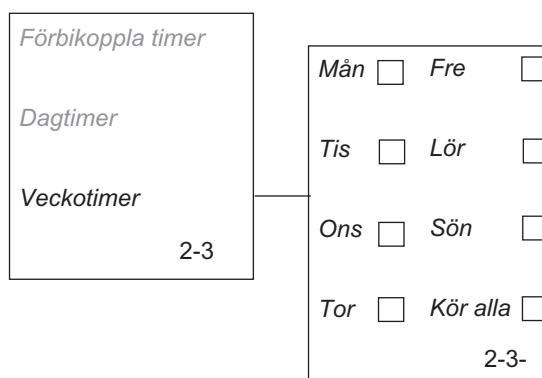 Förbikoppla timer
Dagtimer
Veckotimer
2-3
Mån Fre
Tis Lör
Ons Sön
Tor Kör alla
2-3-